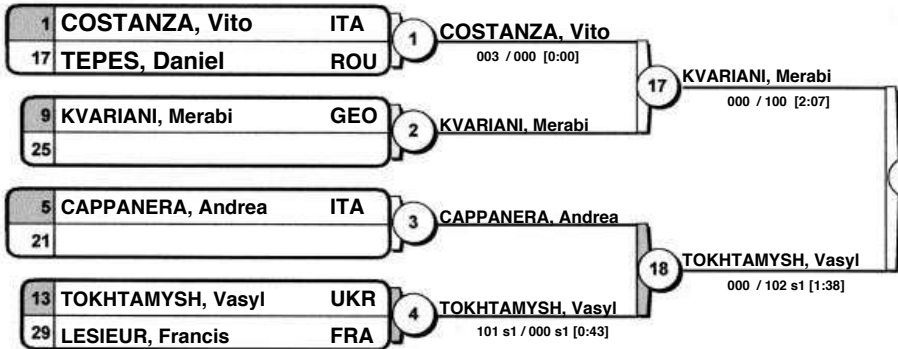 1 COSTANZA, Vito ITA
17 TEPES, Daniel ROU
1
COSTANZA, Vito
003 / 000 [0:00]
9 KVARIANI, Merabi GEO
25
2
KVARIANI, Merabi
17
KVARIANI, Merabi
000 / 100 [2:07]
5 CAPPANERA, Andrea ITA
21
3
CAPPANERA, Andrea
13 TOKHTAMYSH, Vasyl UKR
29 LESIEUR, Francis FRA
4
TOKHTAMYSH, Vasyl
101 s1 / 000 s1 [0:43]
18
TOKHTAMYSH, Vasyl
000 / 102 s1 [1:38]